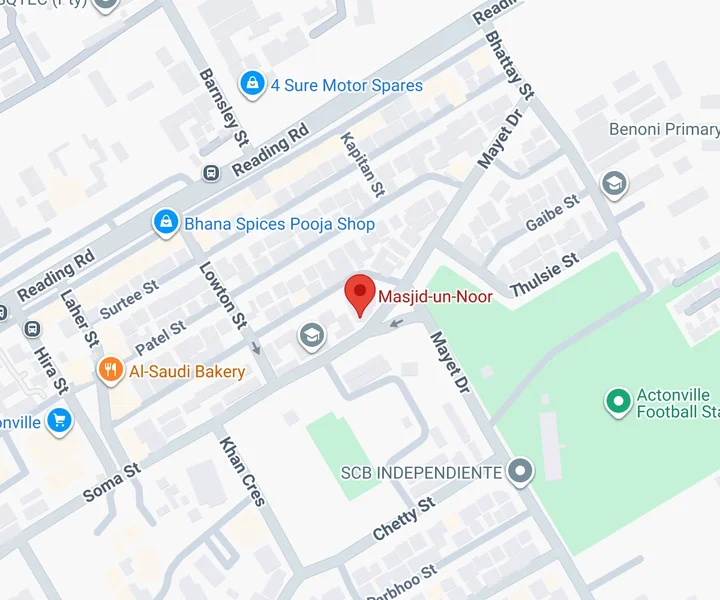 SQTEC (Pty)
Readin
Bhattay St
Barnsley St
4 Sure Motor Spares
Reading Rd
Kapitan St
Mayet Dr
Benoni Primary
Bhana Spices Pooja Shop
Gaibe St
Reading Rd
Lowton St
Thulsie St
Surtee St
Laher St
Masjid-un-Noor
Patel St
Hira St
Mayet Dr
Al-Saudi Bakery
Actonville
Football Sta
onville
SCB INDEPENDIENTE
Khan Cres
Soma St
Chetty St
Parbhoo St